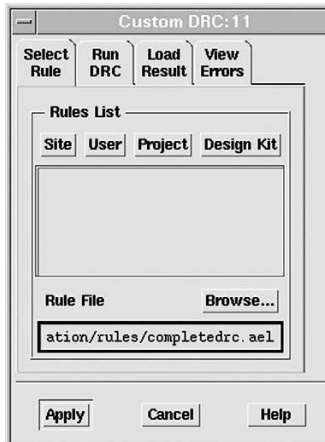 Custom DRC:11
Select Rule Run DRC Load Result View Errors
Rules List
Site User Project Design Kit
Rule File Browse...
ation/rules/completedrc.ael
Apply Cancel Help